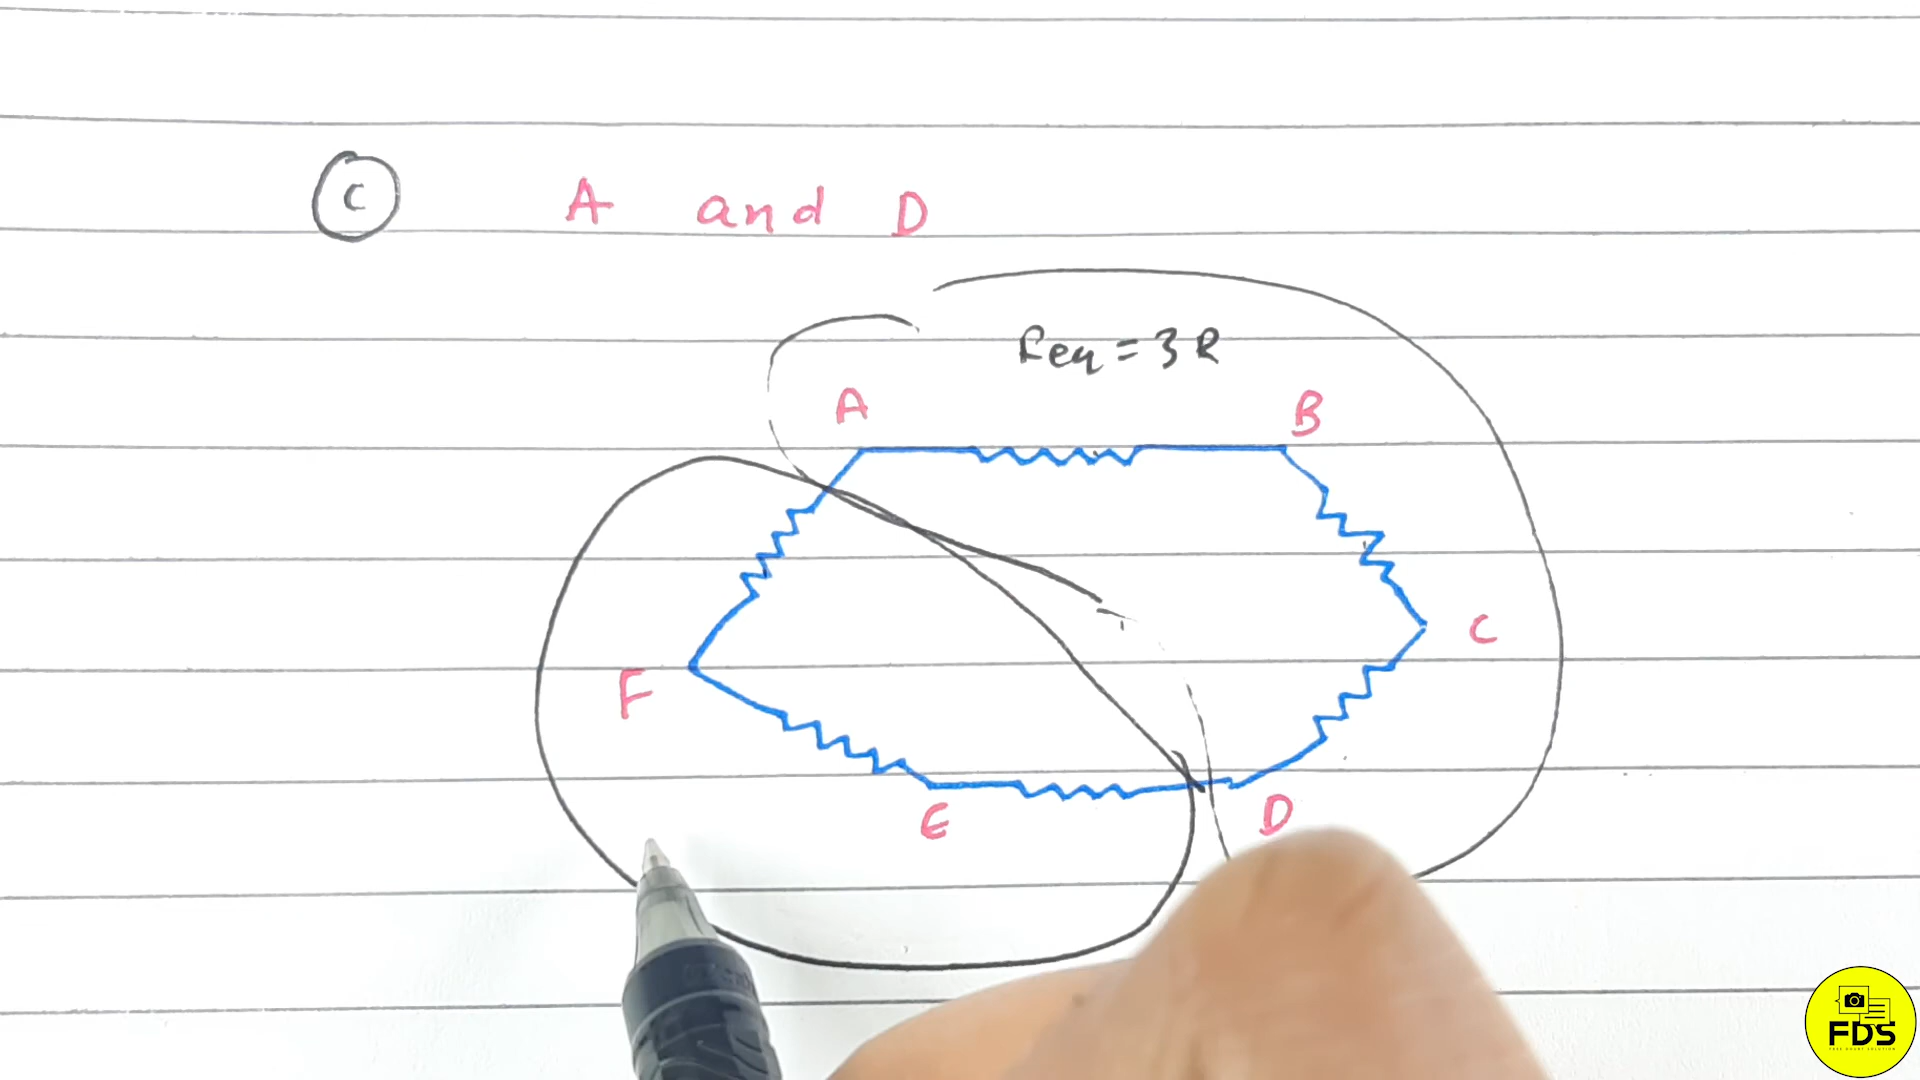 C A and D
Req = 3R
A B
C
F
E D
FDS